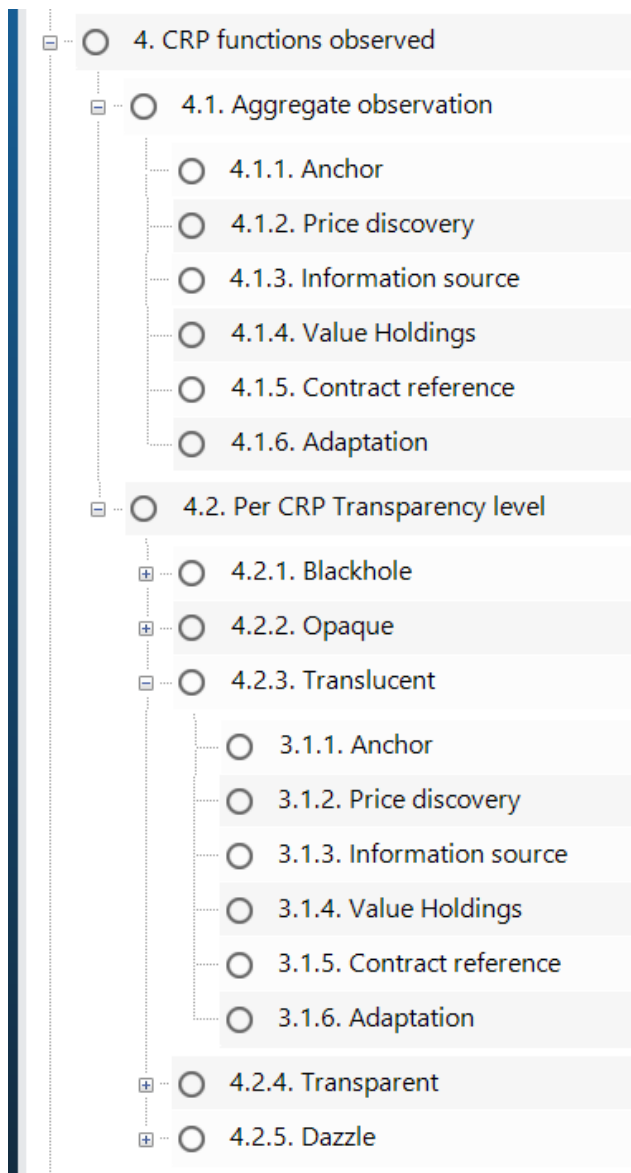 4. CRP functions observed
4.1. Aggregate observation
4.1.1. Anchor
4.1.2. Price discovery
4.1.3. Information source
4.1.4. Value Holdings
4.1.5. Contract reference
4.1.6. Adaptation
4.2. Per CRP Transparency level
4.2.1. Blackhole
4.2.2. Opaque
4.2.3. Translucent
3.1.1. Anchor
3.1.2. Price discovery
3.1.3. Information source
3.1.4. Value Holdings
3.1.5. Contract reference
3.1.6. Adaptation
4.2.4. Transparent
4.2.5. Dazzle